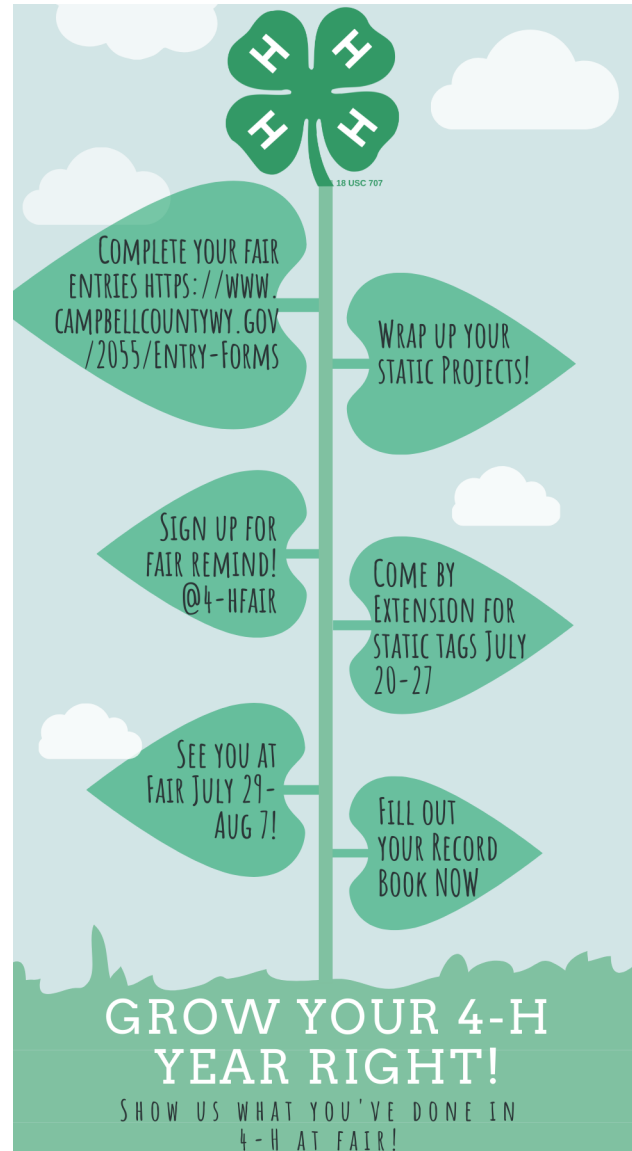 H H
H H
18 USC 707
Complete your fair
entries https://www.
campbellcountywy.gov
/2055/Entry-Forms
Wrap up your
static Projects!
Sign up for
fair remind!
@4-hfair
Come by
Extension for
static tags July
20-27
See you at
Fair July 29-
Aug 7!
Fill out
your Record
Book NOW
GROW YOUR 4-H
YEAR RIGHT!
Show us what you've done in
4-H at fair!